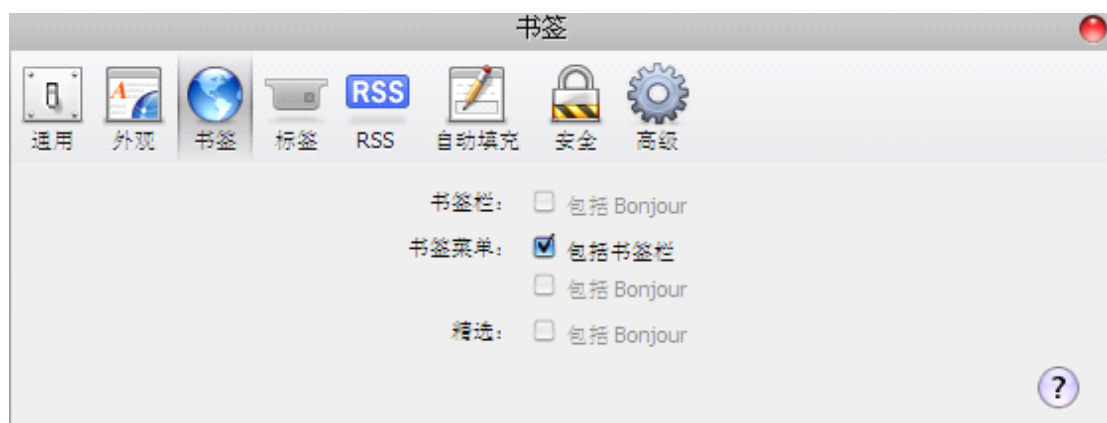 书签
RSS
通用 外观 书签 标签 RSS 自动填充 安全 高级
书签栏： 包括 Bonjour
书签菜单： 包括书签栏
包括 Bonjour
精选： 包括 Bonjour
?